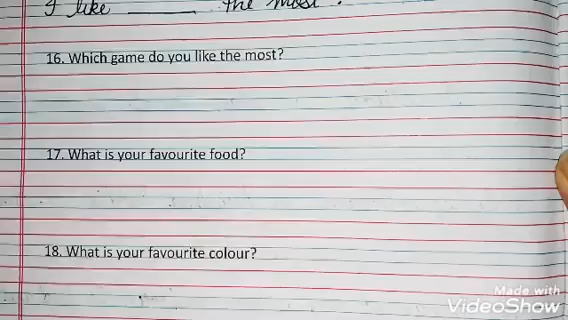 I like ______ the most.
16. Which game do you like the most?
17. What is your favourite food?
18. What is your favourite colour?
Made with
VideoShow